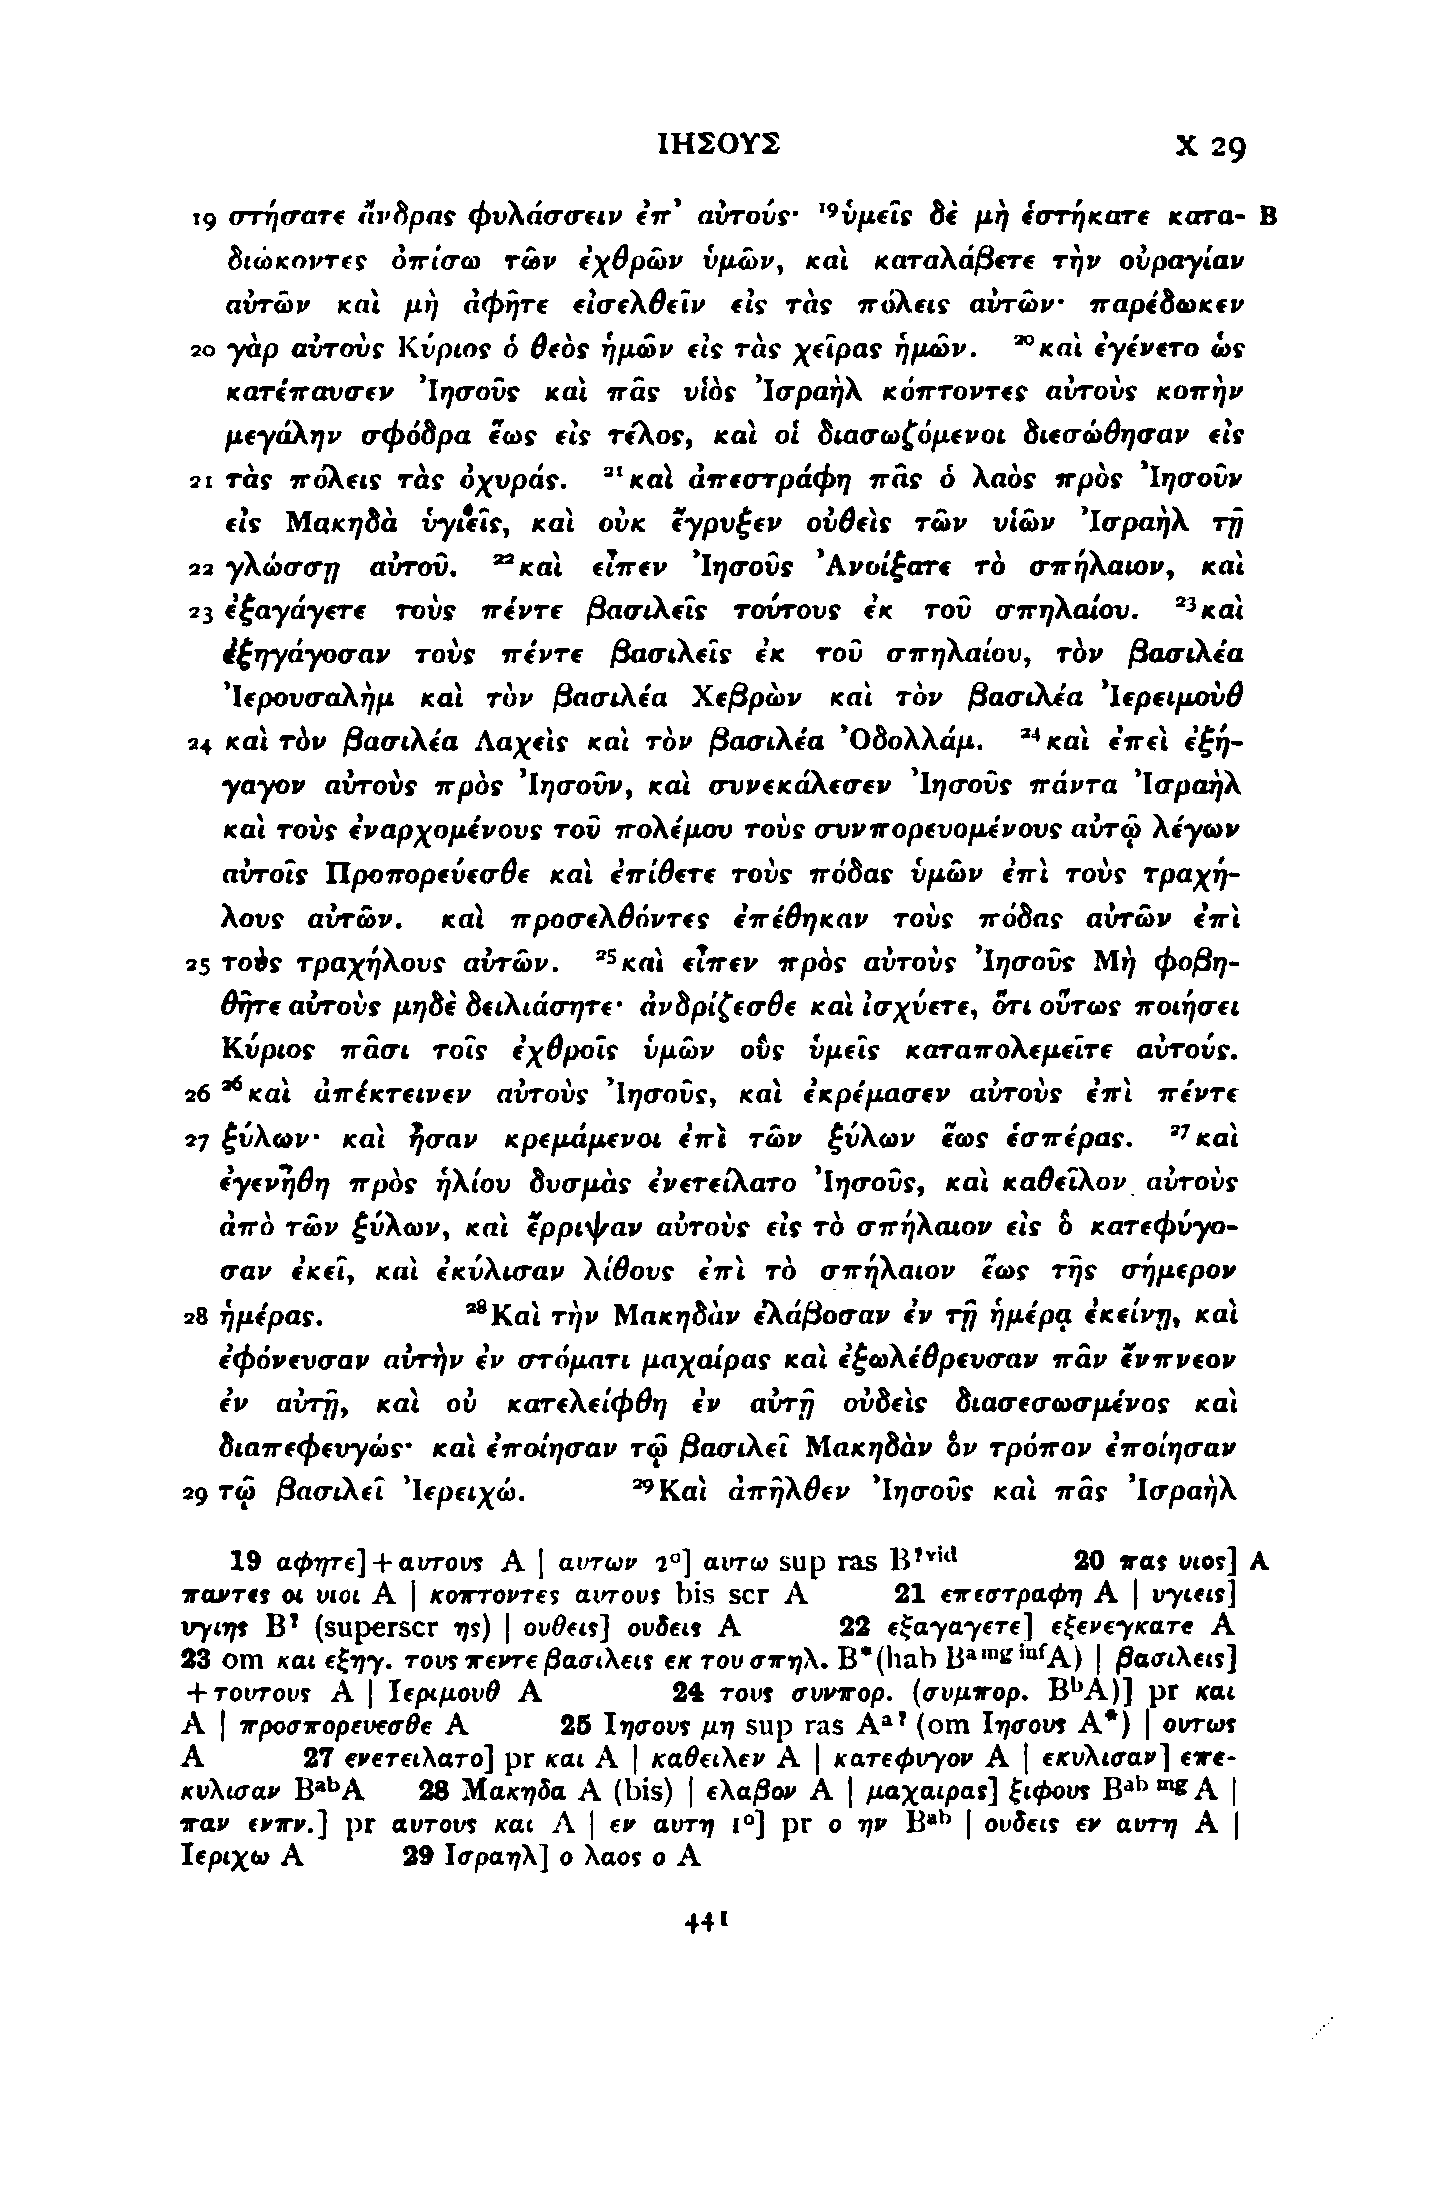 ΙΗΣΟΥΣ X 29
19 στήσατε ἄνδρας φυλάσσειν ἐπ᾽ αὐτούς· ¹⁹ὑμεῖς δὲ μὴ ἑστήκατε κατα- B
διώκοντες ὀπίσω τῶν ἐχθρῶν ὑμῶν, καὶ καταλάβετε τὴν οὐραγίαν
αὐτῶν καὶ μὴ ἀφῆτε εἰσελθεῖν εἰς τὰς πόλεις αὐτῶν· παρέδωκεν
20 γὰρ αὐτοὺς Κύριος ὁ θεὸς ἡμῶν εἰς τὰς χεῖρας ἡμῶν. ²⁰καὶ ἐγένετο ὡς
κατέπαυσεν Ἰησοῦς καὶ πᾶς υἱὸς Ἰσραὴλ κόπτοντες αὐτοὺς κοπὴν
μεγάλην σφόδρα ἕως εἰς τέλος, καὶ οἱ διασωζόμενοι διεσώθησαν εἰς
21 τὰς πόλεις τὰς ὀχυράς. ²¹καὶ ἀπεστράφη πᾶς ὁ λαὸς πρὸς Ἰησοῦν
εἰς Μακηδὰ ὑγιεῖς, καὶ οὐκ ἔγρυξεν οὐθεὶς τῶν υἱῶν Ἰσραὴλ τῇ
22 γλώσσῃ αὐτοῦ. ²²καὶ εἶπεν Ἰησοῦς Ἀνοίξατε τὸ σπήλαιον, καὶ
23 ἐξαγάγετε τοὺς πέντε βασιλεῖς τούτους ἐκ τοῦ σπηλαίου. ²³καὶ
ἐξηγάγοσαν τοὺς πέντε βασιλεῖς ἐκ τοῦ σπηλαίου, τὸν βασιλέα
Ἰερουσαλὴμ καὶ τὸν βασιλέα Χεβρὼν καὶ τὸν βασιλέα Ἰερειμοὺθ
24 καὶ τὸν βασιλέα Λαχεὶς καὶ τὸν βασιλέα Ὀδολλάμ. ²⁴καὶ ἐπεὶ ἐξή-
γαγον αὐτοὺς πρὸς Ἰησοῦν, καὶ συνεκάλεσεν Ἰησοῦς πάντα Ἰσραὴλ
καὶ τοὺς ἐναρχομένους τοῦ πολέμου τοὺς συνπορευομένους αὐτῷ λέγων
αὐτοῖς Προπορεύεσθε καὶ ἐπίθετε τοὺς πόδας ὑμῶν ἐπὶ τοὺς τραχή-
λους αὐτῶν. καὶ προσελθόντες ἐπέθηκαν τοὺς πόδας αὐτῶν ἐπὶ
25 τοὺς τραχήλους αὐτῶν. ²⁵καὶ εἶπεν πρὸς αὐτοὺς Ἰησοῦς Μὴ φοβη-
θῆτε αὐτοὺς μηδὲ δειλιάσητε· ἀνδρίζεσθε καὶ ἰσχύετε, ὅτι οὕτως ποιήσει
Κύριος πᾶσι τοῖς ἐχθροῖς ὑμῶν οὓς ὑμεῖς καταπολεμεῖτε αὐτούς.
26 ²⁶καὶ ἀπέκτεινεν αὐτοὺς Ἰησοῦς, καὶ ἐκρέμασεν αὐτοὺς ἐπὶ πέντε
27 ξύλων· καὶ ἦσαν κρεμάμενοι ἐπὶ τῶν ξύλων ἕως ἑσπέρας. ²⁷καὶ
ἐγενήθη πρὸς ἡλίου δυσμὰς ἐνετείλατο Ἰησοῦς, καὶ καθεῖλον αὐτοὺς
ἀπὸ τῶν ξύλων, καὶ ἔρριψαν αὐτοὺς εἰς τὸ σπήλαιον εἰς ὃ κατεφύγο-
σαν ἐκεῖ, καὶ ἐκύλισαν λίθους ἐπὶ τὸ σπήλαιον ἕως τῆς σήμερον
28 ἡμέρας. ²⁸Καὶ τὴν Μακηδὰν ἐλάβοσαν ἐν τῇ ἡμέρᾳ ἐκείνῃ, καὶ
ἐφόνευσαν αὐτὴν ἐν στόματι μαχαίρας καὶ ἐξωλέθρευσαν πᾶν ἔνπνεον
ἐν αὐτῇ, καὶ οὐ κατελείφθη ἐν αὐτῇ οὐδεὶς διασεσωσμένος καὶ
διαπεφευγώς· καὶ ἐποίησαν τῷ βασιλεῖ Μακηδὰν ὃν τρόπον ἐποίησαν
29 τῷ βασιλεῖ Ἰερειχώ. ²⁹Καὶ ἀπῆλθεν Ἰησοῦς καὶ πᾶς Ἰσραὴλ
19 αφητε]+αυτους A | αυτων 2°] αυτω sup ras B¹ᵛⁱᵈ 20 πας υιος] A
παντες οι υιοι A | κοπτοντες αυτους bis scr A 21 επεστραφη A | υγιεις]
υγιης B¹ (superscr ης) | ουθεις] ουδεις A 22 εξαγαγετε] εξενεγκατε A
23 om και εξηγ. τους πεντε βασιλεις εκ του σπηλ. B*(hab Bᵃ ᵐᵍ ⁱⁿᶠA) | βασιλεις]
+τουτους A | Ιεριμουθ A 24 τους συνπορ. (συμπορ. BᵇA)] pr και
A | προσπορευεσθε A 25 Ιησους μη sup ras Aᵃ¹ (om Ιησους A*) | ουτως
A 27 ενετειλατο] pr και A | καθειλεν A | κατεφυγον A | εκυλισαν] επε-
κυλισαν BᵃᵇA 28 Μακηδα A (bis) | ελαβον A | μαχαιρας] ξιφους Bᵃᵇ ᵐᵍ A |
παν ενπν.] pr αυτους και A | εν αυτη 1°] pr ο ην Bᵃᵇ | ουδεις εν αυτη A |
Ιεριχω A 29 Ισραηλ] ο λαος ο A
441